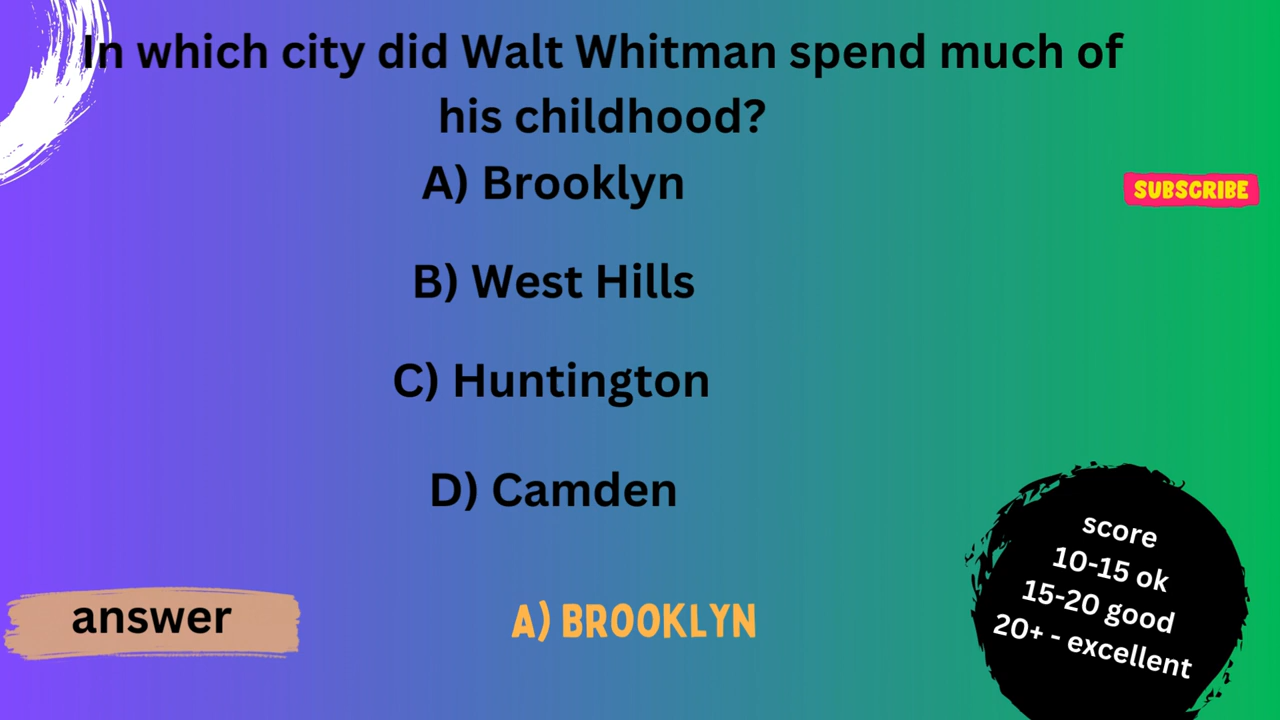 In which city did Walt Whitman spend much of
his childhood?
A) Brooklyn
SUBSCRIBE
B) West Hills
C) Huntington
D) Camden
score
10-15 ok
15-20 good
20+ - excellent
answer
A) BROOKLYN